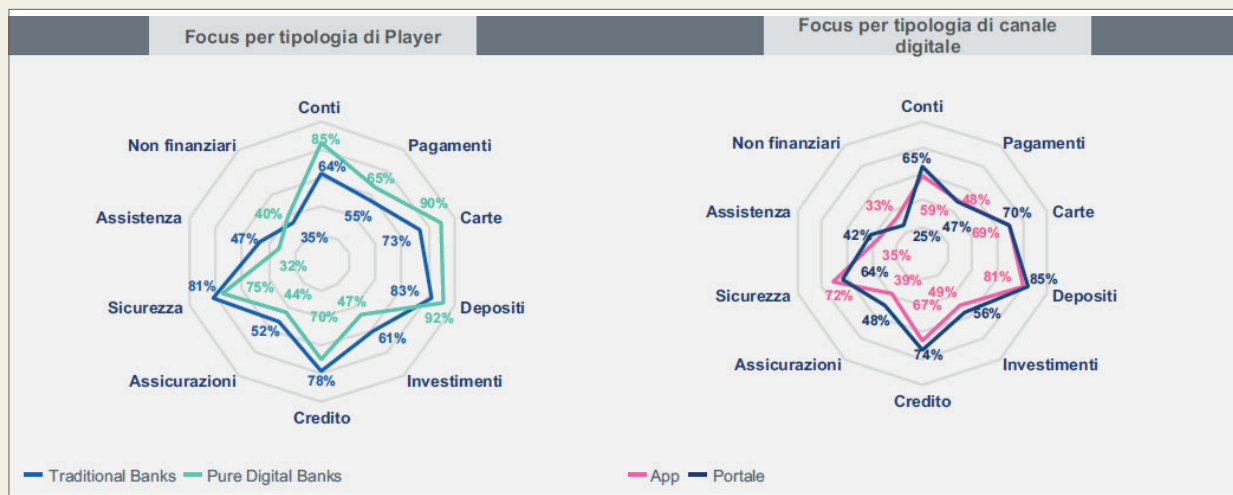 Focus per tipologia di Player
Conti
Non finanziari
Pagamenti
Assistenza
Carte
Sicurezza
Depositi
Assicurazioni
Investimenti
Credito
85%
64%
65%
90%
40%
55%
47%
35%
73%
32%
81%
75%
44%
47%
83%
92%
70%
52%
61%
78%
Traditional Banks
Pure Digital Banks
Focus per tipologia di canale
digitale
Conti
Non finanziari
Pagamenti
Assistenza
Carte
Sicurezza
Depositi
Assicurazioni
Investimenti
Credito
65%
33%
59%
48%
70%
42%
25%
47%
69%
35%
64%
72%
39%
49%
81%
85%
67%
48%
56%
74%
App
Portale